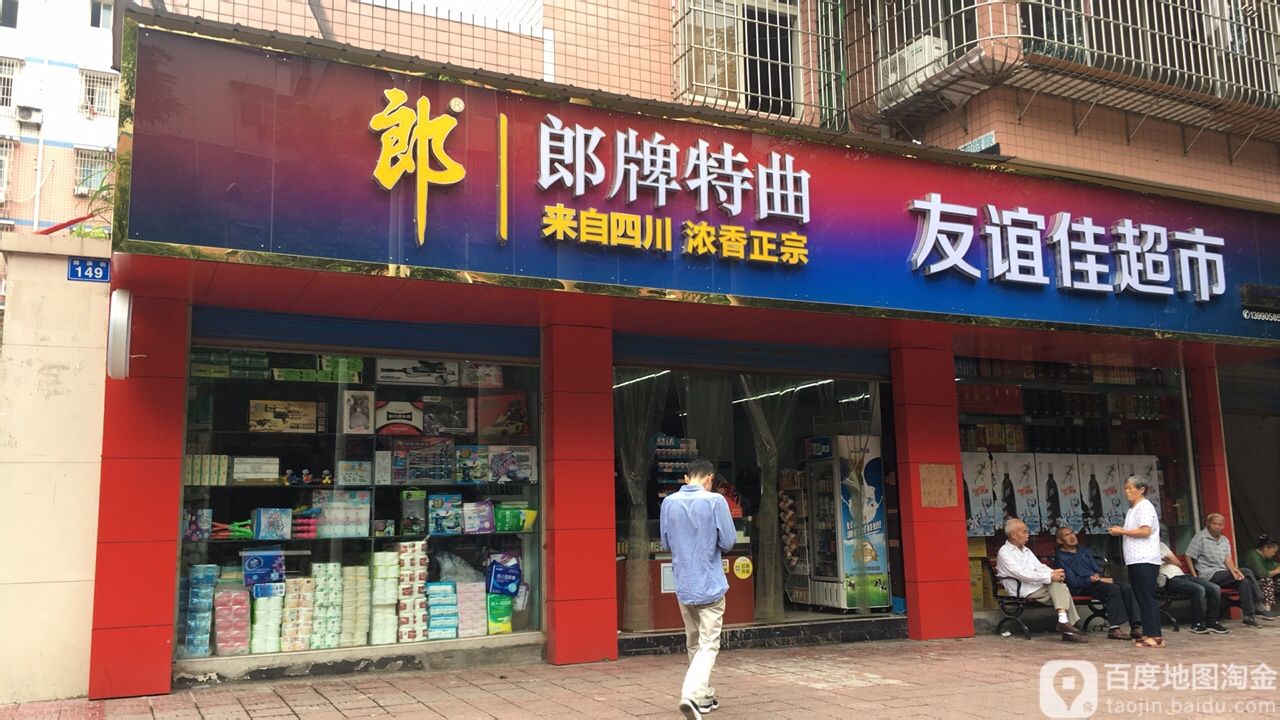 郎®
郎牌特曲
来自四川 浓香正宗
友谊佳超市
149
百度地图淘金
taojin.baidu.com